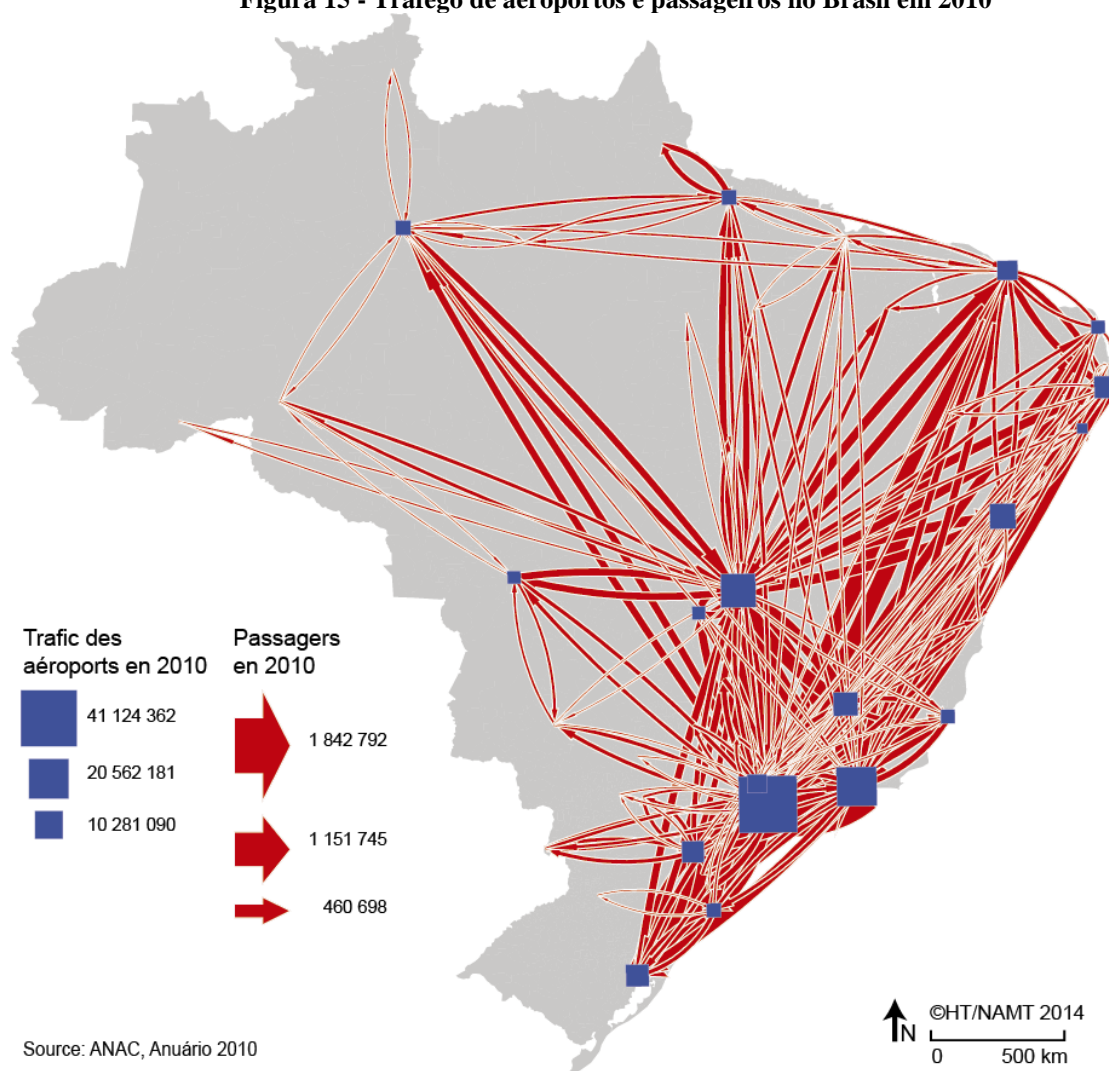 Figura 15 - Tráfego de aeroportos e passageiros no Brasil em 2010
Trafic des
aéroports en 2010
41 124 362
20 562 181
10 281 090
Passagers
en 2010
1 842 792
1 151 745
460 698
Source: ANAC, Anuário 2010
N
©HT/NAMT 2014
0 500 km